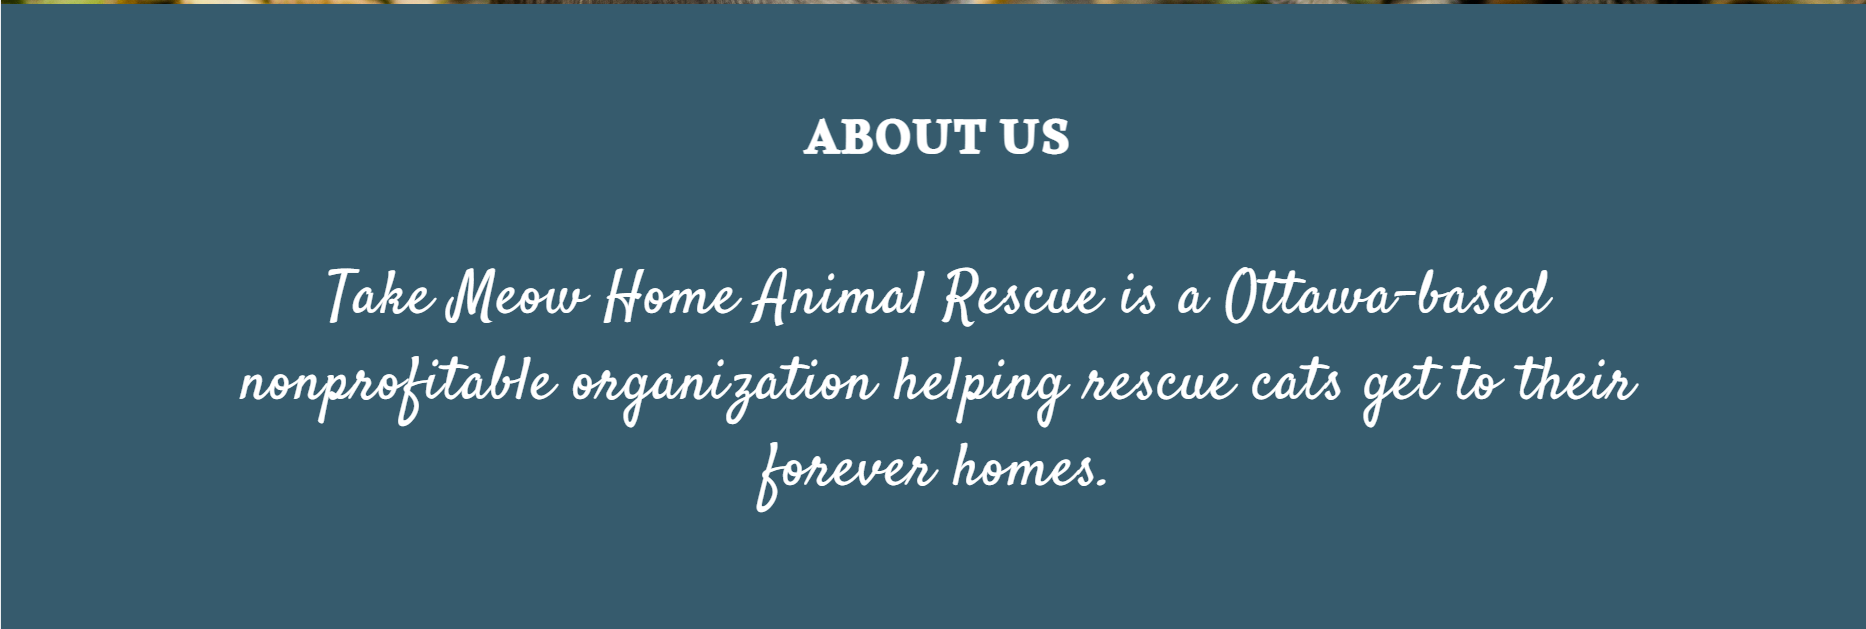 ABOUT US
Take Meow Home Animal Rescue is a Ottawa-based
nonprofitable organization helping rescue cats get to their
forever homes.